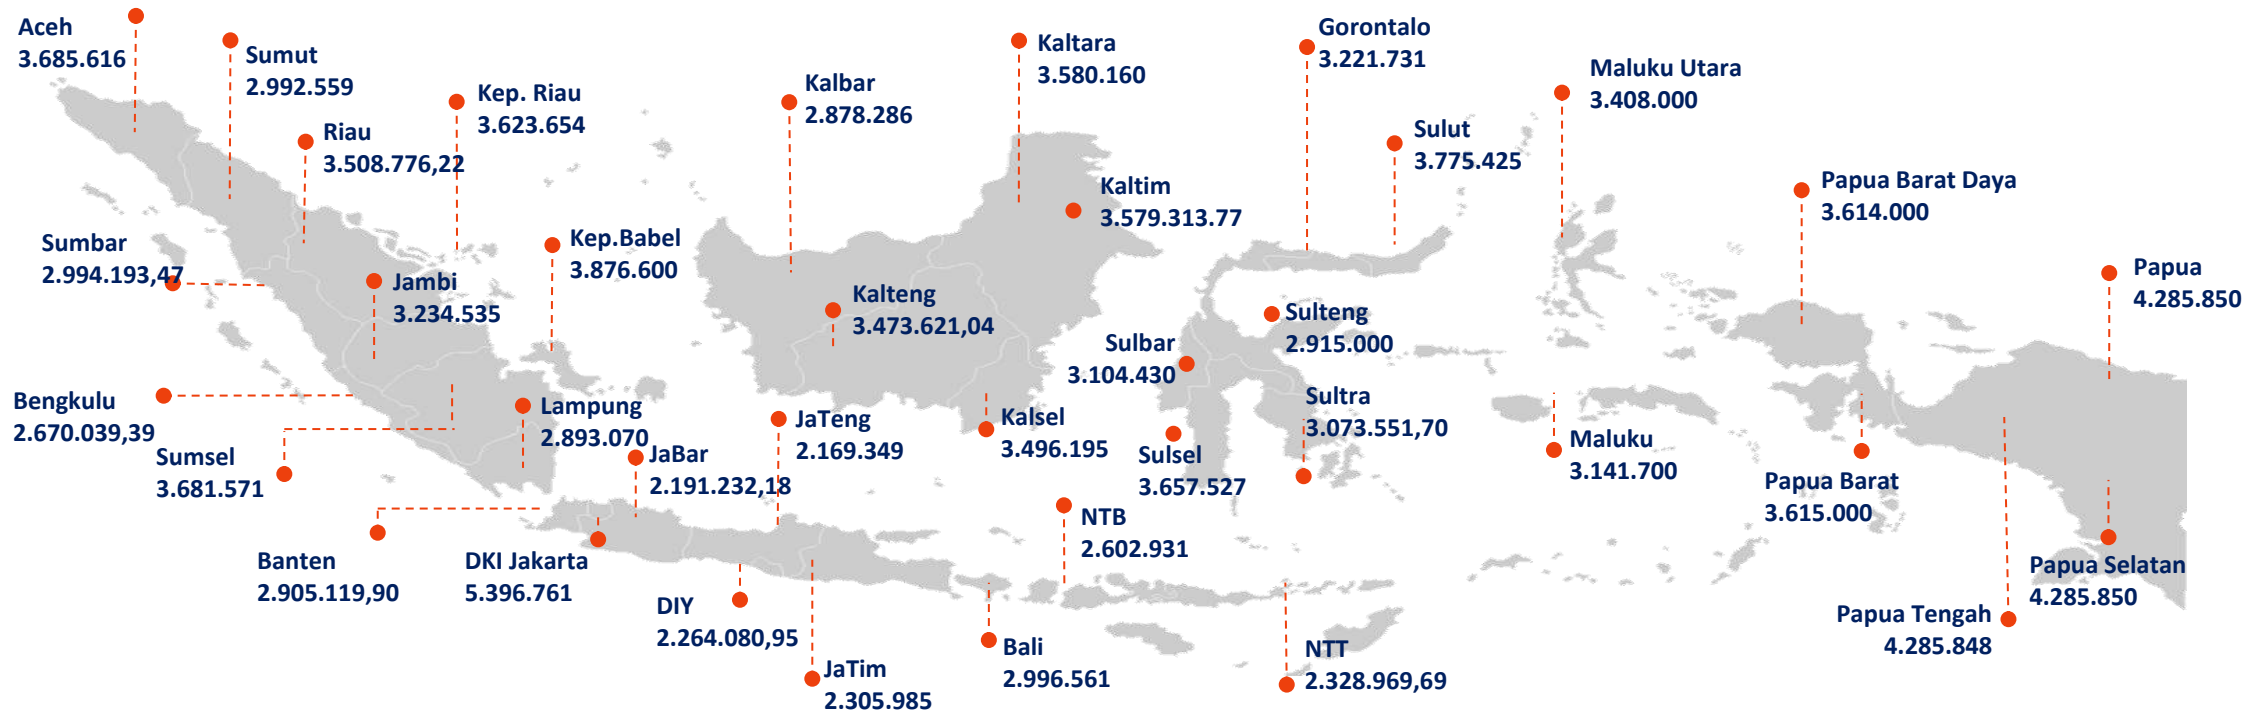 Aceh
3.685.616
Sumut
2.992.559
Kep. Riau
3.623.654
Riau
3.508.776,22
Sumbar
2.994.193,47
Jambi
3.234.535
Kep.Babel
3.876.600
Bengkulu
2.670.039,39
Sumsel
3.681.571
Lampung
2.893.070
Banten
2.905.119,90
DKI Jakarta
5.396.761
JaBar
2.191.232,18
JaTeng
2.169.349
DIY
2.264.080,95
JaTim
2.305.985
Kalbar
2.878.286
Kaltara
3.580.160
Kaltim
3.579.313.77
Kalteng
3.473.621,04
Kalsel
3.496.195
Bali
2.996.561
NTB
2.602.931
NTT
2.328.969,69
Gorontalo
3.221.731
Sulut
3.775.425
Sulteng
2.915.000
Sulbar
3.104.430
Sultra
3.073.551,70
Sulsel
3.657.527
Maluku Utara
3.408.000
Maluku
3.141.700
Papua Barat Daya
3.614.000
Papua Barat
3.615.000
Papua
4.285.850
Papua Selatan
4.285.850
Papua Tengah
4.285.848